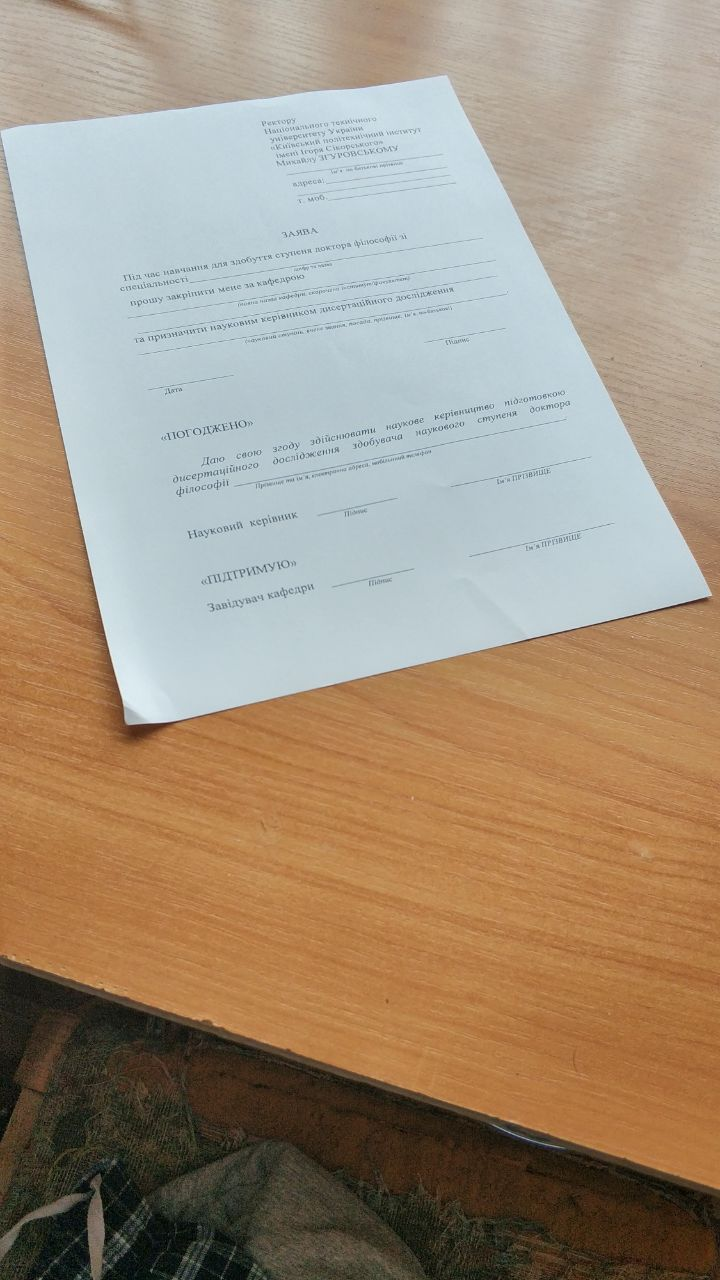 Ректору
Національного технічного
університету України
«Київський політехнічний інститут
імені Ігоря Сікорського»
Михайлу ЗГУРОВСЬКОМУ
Ім'я, по батькові прізвище
адреса:
т. моб.
ЗАЯВА
Під час навчання для здобуття ступеня доктора філософії зі
спеціальності
шифр та назва
прошу закріпити мене за кафедрою
(повна назва кафедри, скорочено інститут/факультет)
та призначити науковим керівником дисертаційного дослідження
(науковий ступінь, вчене звання, посада, прізвище, ім'я, по-батькові)
Підпис
Дата
«ПОГОДЖЕНО»
Даю свою згоду здійснювати наукове керівництво підготовкою
дисертаційного дослідження здобувача наукового ступеня доктора
філософії
Прізвище та ім'я, електронна адреса, мобільний телефон
Науковий керівник Підпис Ім'я ПРІЗВИЩЕ
«ПІДТРИМУЮ»
Завідувач кафедри Підпис Ім'я ПРІЗВИЩЕ